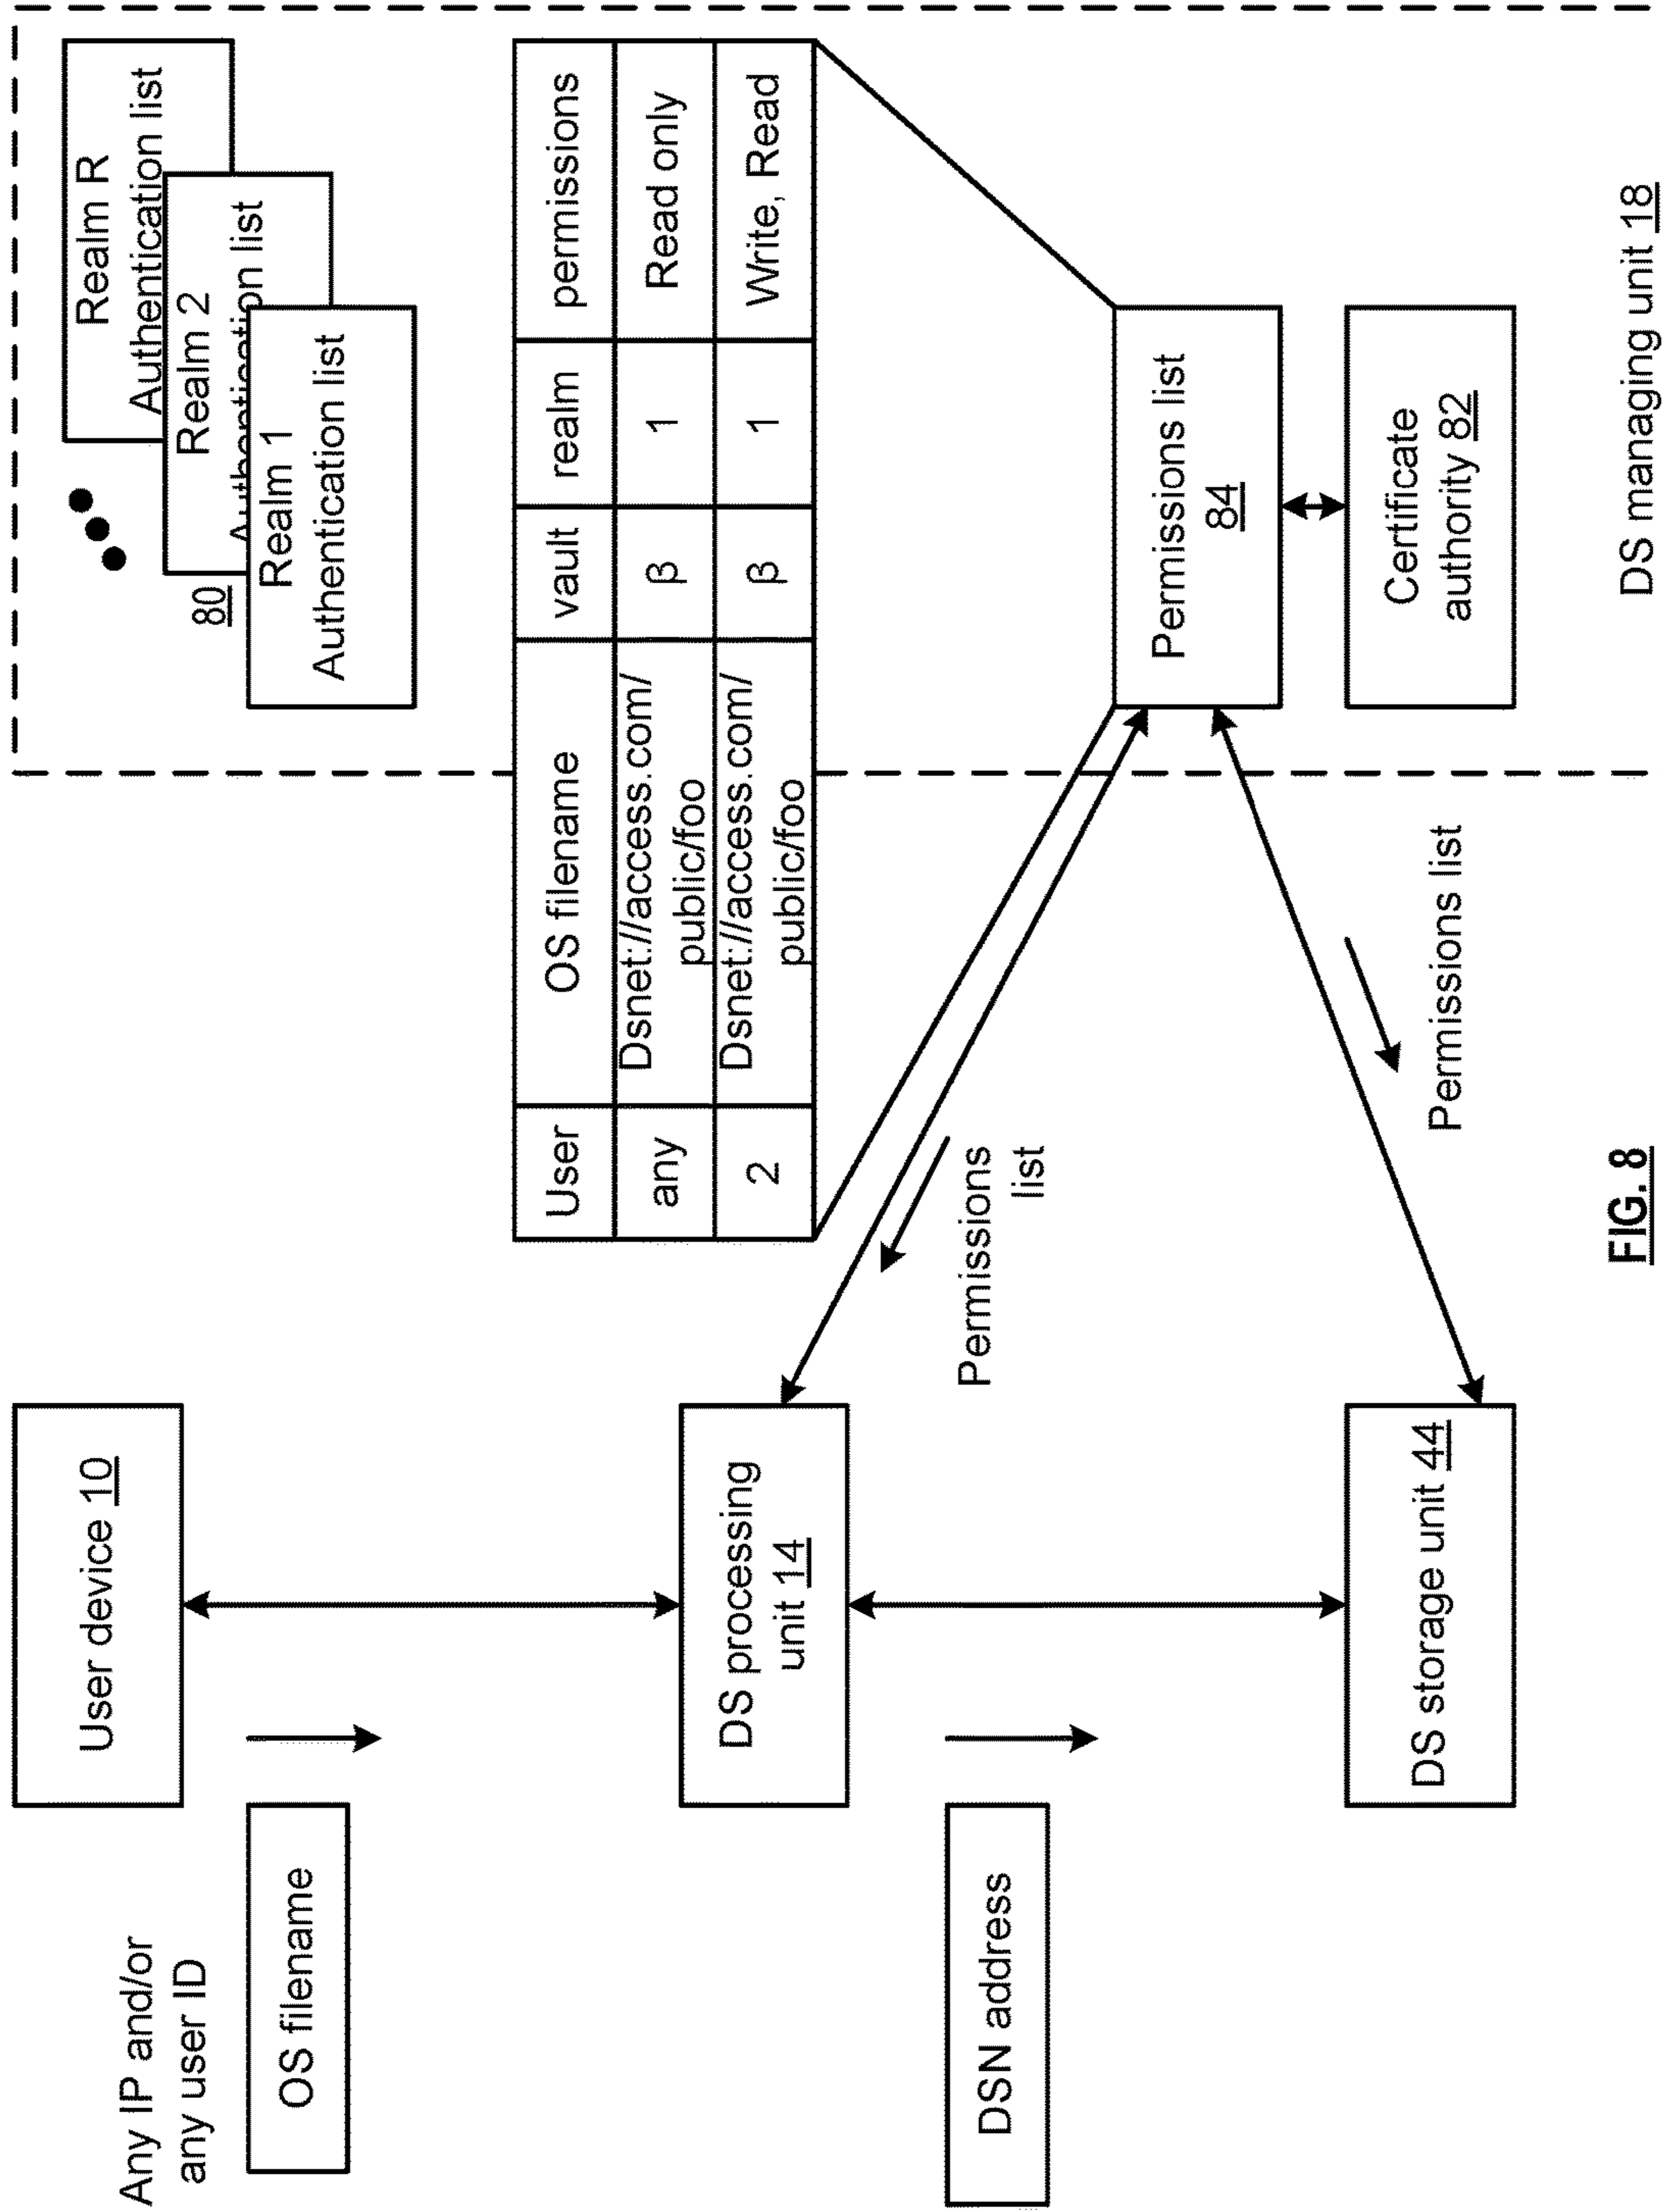 Any IP and/or
any user ID
OS filename
User device 10
DSN address
DS processing
unit 14
DS storage unit 44
Permissions
list
Permissions list
80
Realm R
Authentication list
Realm 2
Authentication list
Realm 1
Authentication list
User OS filename vault realm permissions
any Dsnet://access.com/ β 1 Read only
public/foo
2 Dsnet://access.com/ β 1 Write, Read
public/foo
Permissions list
84
Certificate
authority 82
DS managing unit 18
FIG. 8